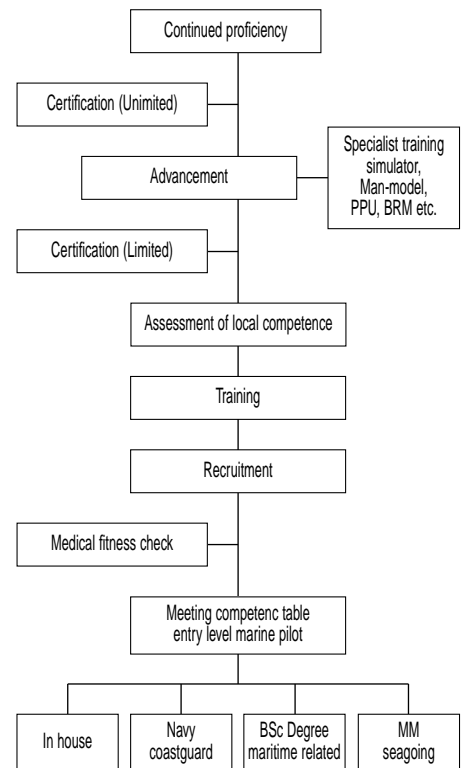 Continued proficiency
Certification (Unimited)
Specialist training
simulator,
Man-model,
PPU, BRM etc.
Advancement
Certification (Limited)
Assessment of local competence
Training
Recruitment
Medical fitness check
Meeting competenc table
entry level marine pilot
In house
Navy
coastguard
BSc Degree
maritime related
MM
seagoing